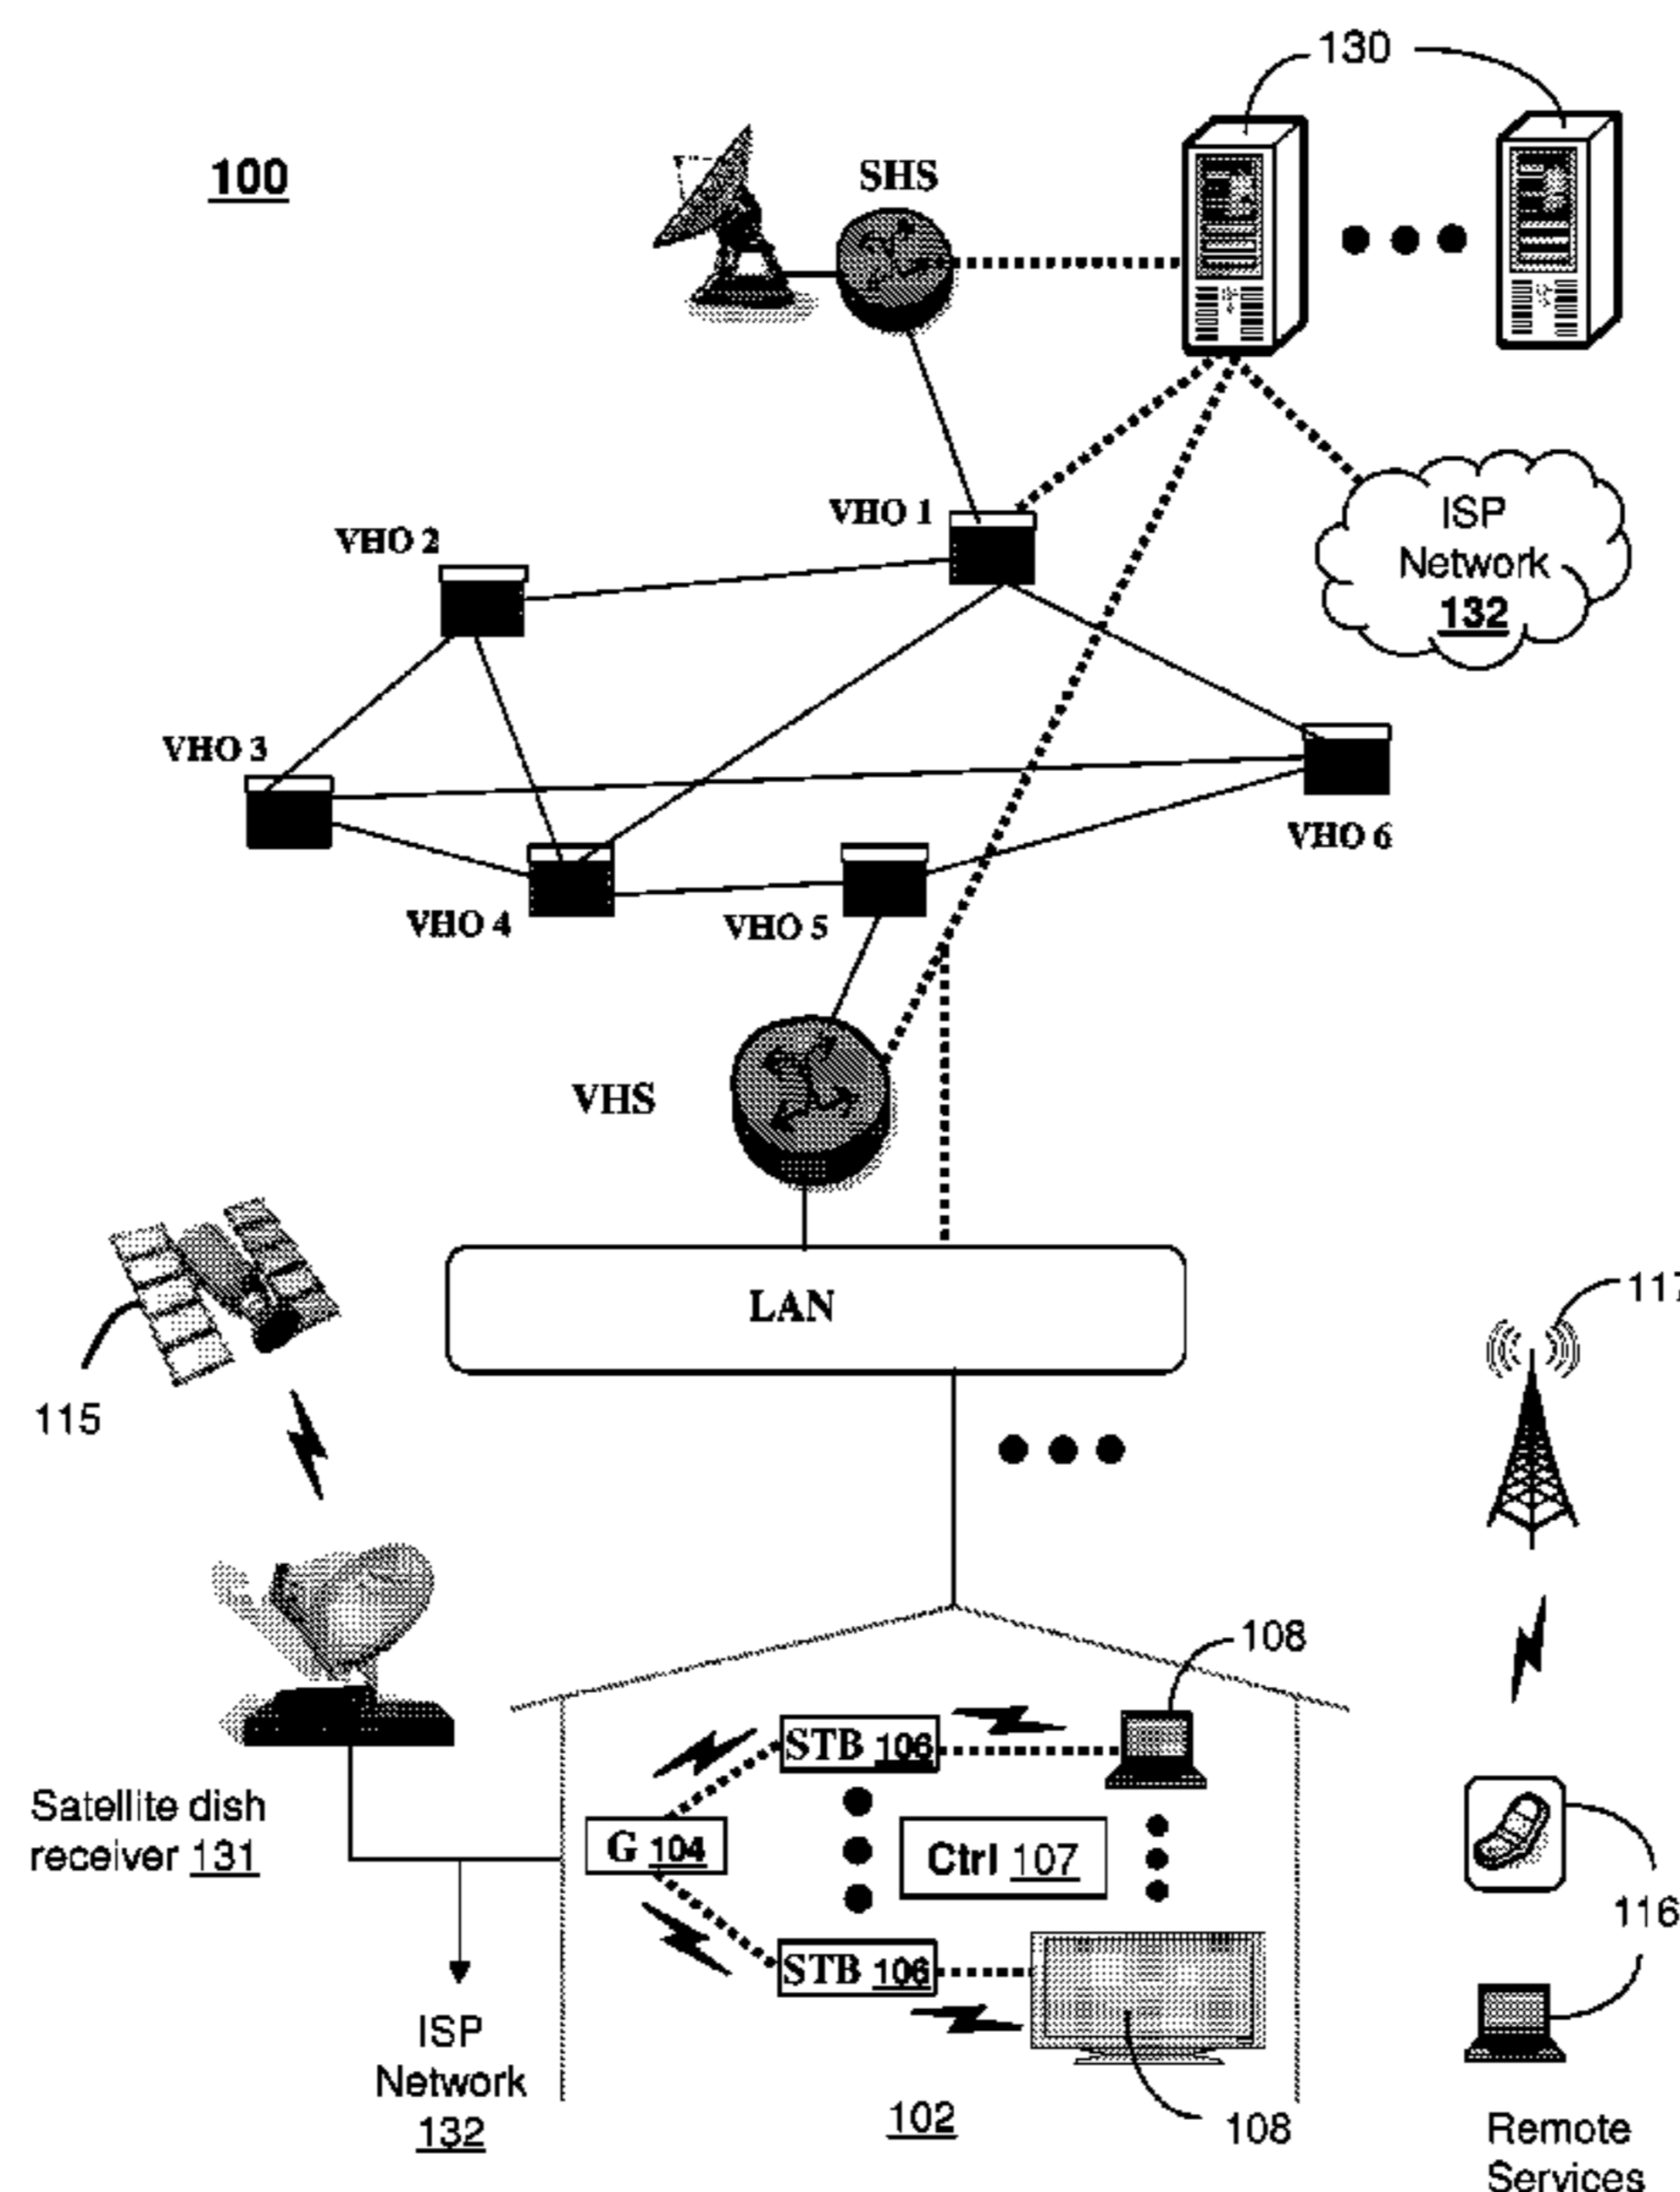 130
100
SHS
VHO 1
ISP
Network
132
VHO 2
VHO 3
VHO 6
VHO 4
VHO 5
VHS
LAN
117
115
108
STB 106
Satellite dish
receiver 131
G 104
Ctrl 107
116
STB 106
ISP
Network
132
102
108
Remote
Services